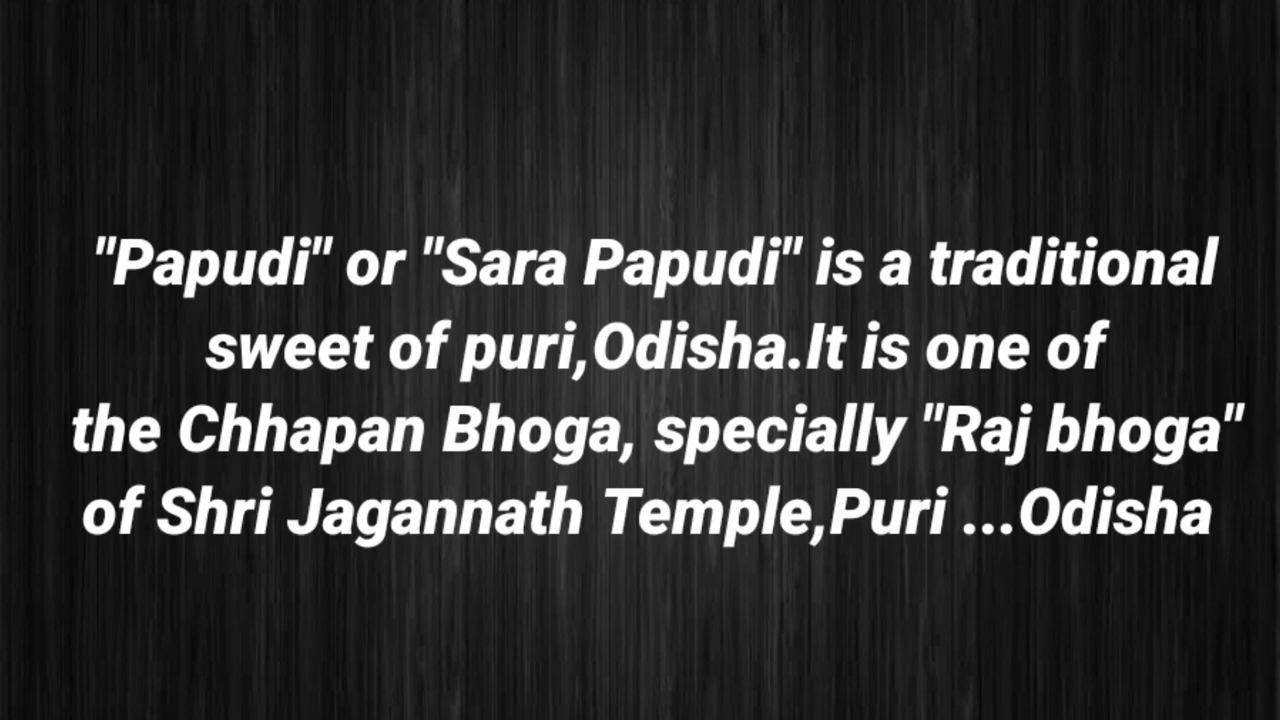 "Papudi" or "Sara Papudi" is a traditional
sweet of puri,Odisha.It is one of
the Chhapan Bhoga, specially "Raj bhoga"
of Shri Jagannath Temple,Puri ...Odisha